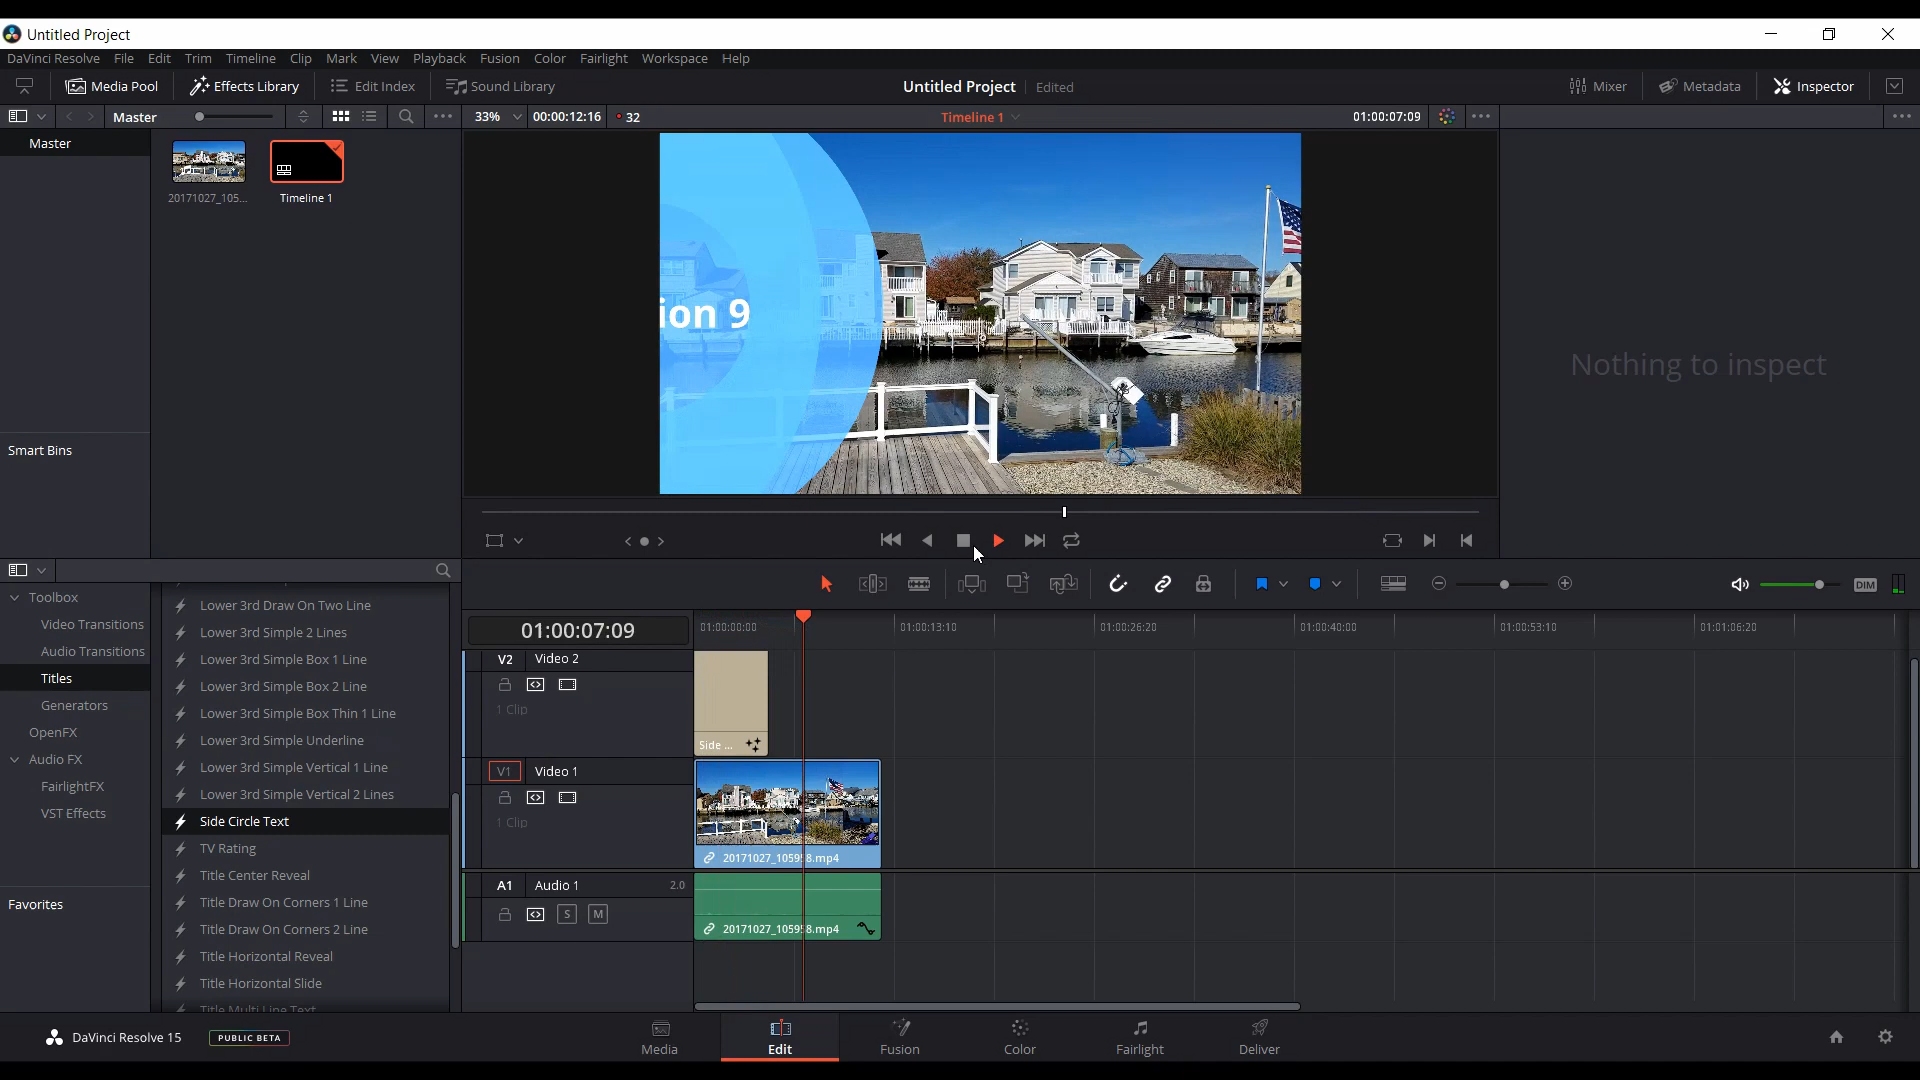 Untitled Project
DaVinci Resolve File Edit Trim Timeline Clip Mark View Playback Fusion Color Fairlight Workspace Help
Media Pool Effects Library Edit Index Sound Library Untitled Project Edited Mixer Metadata Inspector
Master 33% 00:00:12:16 32 Timeline 1 01:00:07:09
Master
20171027_105... Timeline 1
ion 9
Nothing to inspect
Smart Bins
DIM
Toolbox
Video Transitions
Audio Transitions
Titles
Generators
OpenFX
Audio FX
FairlightFX
VST Effects
Favorites
Lower 3rd Draw On Two Line
Lower 3rd Simple 2 Lines
Lower 3rd Simple Box 1 Line
Lower 3rd Simple Box 2 Line
Lower 3rd Simple Box Thin 1 Line
Lower 3rd Simple Underline
Lower 3rd Simple Vertical 1 Line
Lower 3rd Simple Vertical 2 Lines
Side Circle Text
TV Rating
Title Center Reveal
Title Draw On Corners 1 Line
Title Draw On Corners 2 Line
Title Horizontal Reveal
Title Horizontal Slide
Title Multi Line Text
01:00:07:09 01:00:00:00 01:00:13:10 01:00:26:20 01:00:40:00 01:00:53:10 01:01:06:20
V2 Video 2
1 Clip
Side ...
V1 Video 1
1 Clip
20171027_105958.mp4
A1 Audio 1 2.0
S M
20171027_105958.mp4
DaVinci Resolve 15 PUBLIC BETA Media Edit Fusion Color Fairlight Deliver